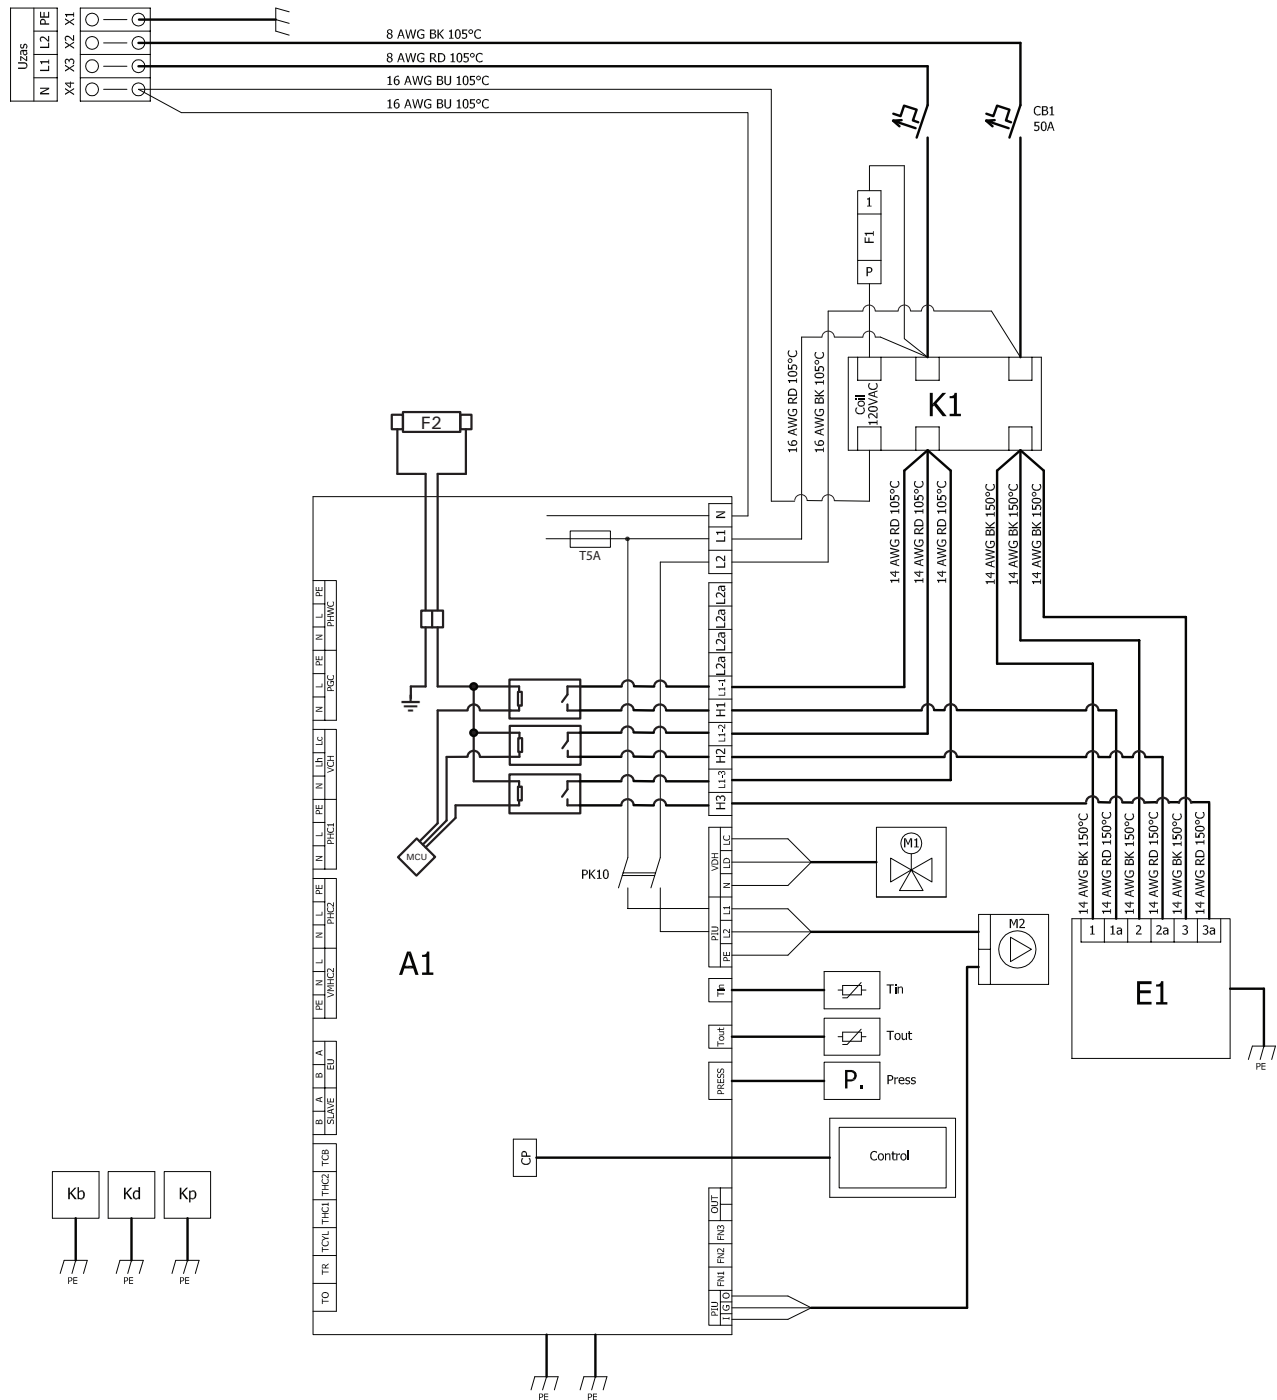 Uzas
PE X1
L2 X2
L1 X3
N X4
8 AWG BK 105°C
8 AWG RD 105°C
16 AWG BU 105°C
16 AWG BU 105°C
CB1
50A
1
F1
P
16 AWG RD 105°C
16 AWG BK 105°C
Coil
120VAC
K1
F2
14 AWG RD 105°C
14 AWG RD 105°C
14 AWG RD 105°C
14 AWG BK 150°C
14 AWG BK 150°C
14 AWG BK 150°C
N
L1
L2
T5A
L2a
L2a
L2a
L2a
L1-1
H1
L1-2
H2
L1-3
H3
PE
L
N
PHWC
PE
L
N
PGC
Lc
Lh
N
VCH
PE
L
N
PHC1
PE
L
N
PHC2
L
N
PE
VMHC2
A
B
EU
A
B
SLAVE
TCB
THC2
THC1
TCYL
TR
TO
MCU
PK10
A1
LC
LD
N
VDH
L1
L2
PE
PIU
M1
M2
14 AWG BK 150°C
14 AWG RD 150°C
14 AWG BK 150°C
14 AWG RD 150°C
14 AWG BK 150°C
14 AWG RD 150°C
1 1a 2 2a 3 3a
E1
PE
Tin
Tin
Tout
Tout
PRESS
P.
Press
CP
Control
OUT
FN3
FN2
FN1
O
G
I
PIU
Kb Kd Kp
PE PE PE
PE PE